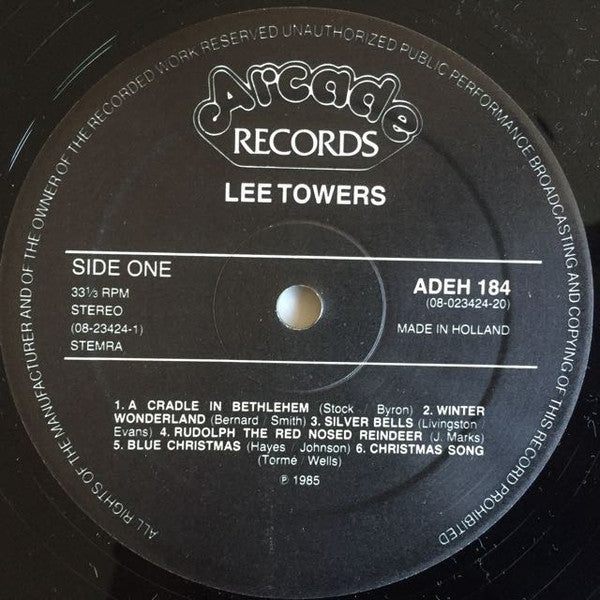 ALL RIGHTS OF THE MANUFACTURER AND OF THE OWNER OF THE RECORDED WORK RESERVED UNAUTHORIZED PUBLIC PERFORMANCE BROADCASTING AND COPYING OF THIS RECORD PROHIBITED
Arcade
RECORDS
LEE TOWERS
SIDE ONE
33⅓ RPM
STEREO
(08-23424-1)
STEMRA
ADEH 184
(08-023424-20)
MADE IN HOLLAND
1. A CRADLE IN BETHLEHEM (Stock / Byron) 2. WINTER
WONDERLAND (Bernard / Smith) 3. SILVER BELLS (Livingston
Evans) 4. RUDOLPH THE RED NOSED REINDEER (J. Marks)
5. BLUE CHRISTMAS (Hayes / Johnson) 6. CHRISTMAS SONG
(Tormé / Wells)
℗ 1985